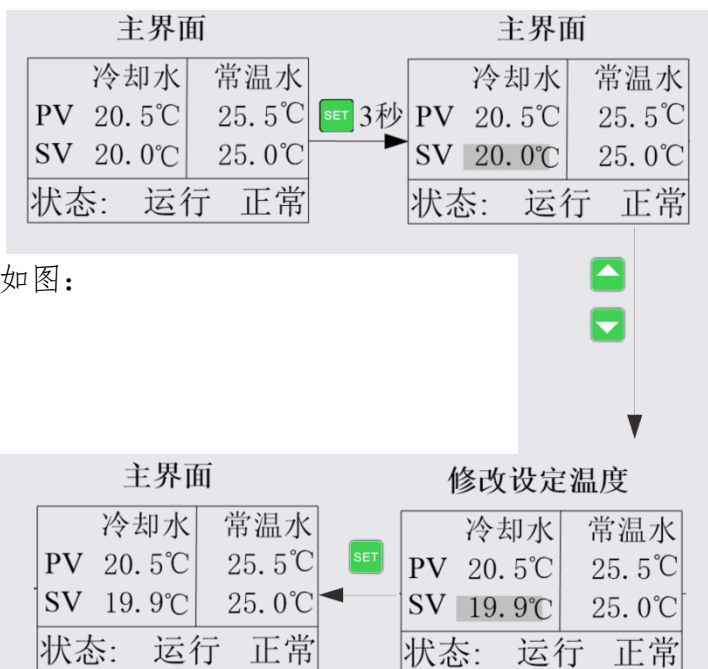 主界面
冷却水 常温水
PV 20.5℃ 25.5℃
SV 20.0℃ 25.0℃
状态: 运行 正常
SET 3秒
主界面
冷却水 常温水
PV 20.5℃ 25.5℃
SV 20.0℃ 25.0℃
状态: 运行 正常
如图：
修改设定温度
冷却水 常温水
PV 20.5℃ 25.5℃
SV 19.9℃ 25.0℃
状态: 运行 正常
SET
主界面
冷却水 常温水
PV 20.5℃ 25.5℃
SV 19.9℃ 25.0℃
状态: 运行 正常